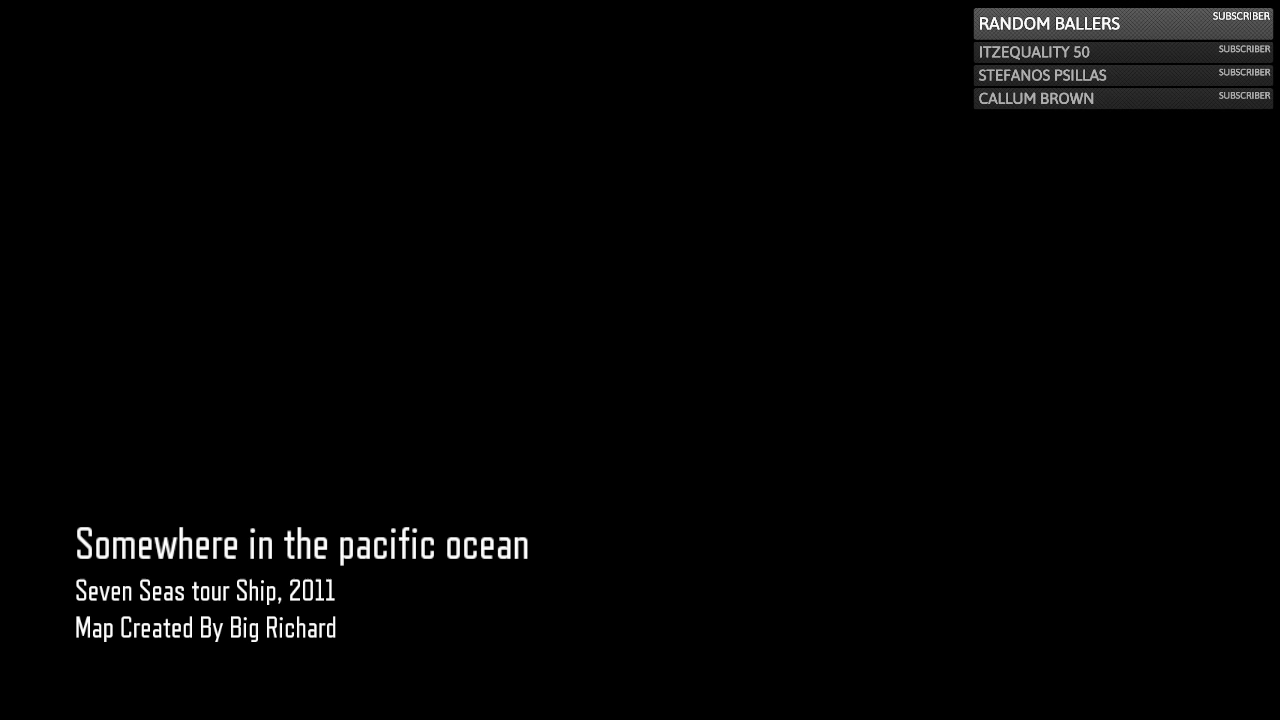 RANDOM BALLERS SUBSCRIBER
ITZEQUALITY 50 SUBSCRIBER
STEFANOS PSILLAS SUBSCRIBER
CALLUM BROWN SUBSCRIBER
Somewhere in the pacific ocean
Seven Seas tour Ship, 2011
Map Created By Big Richard